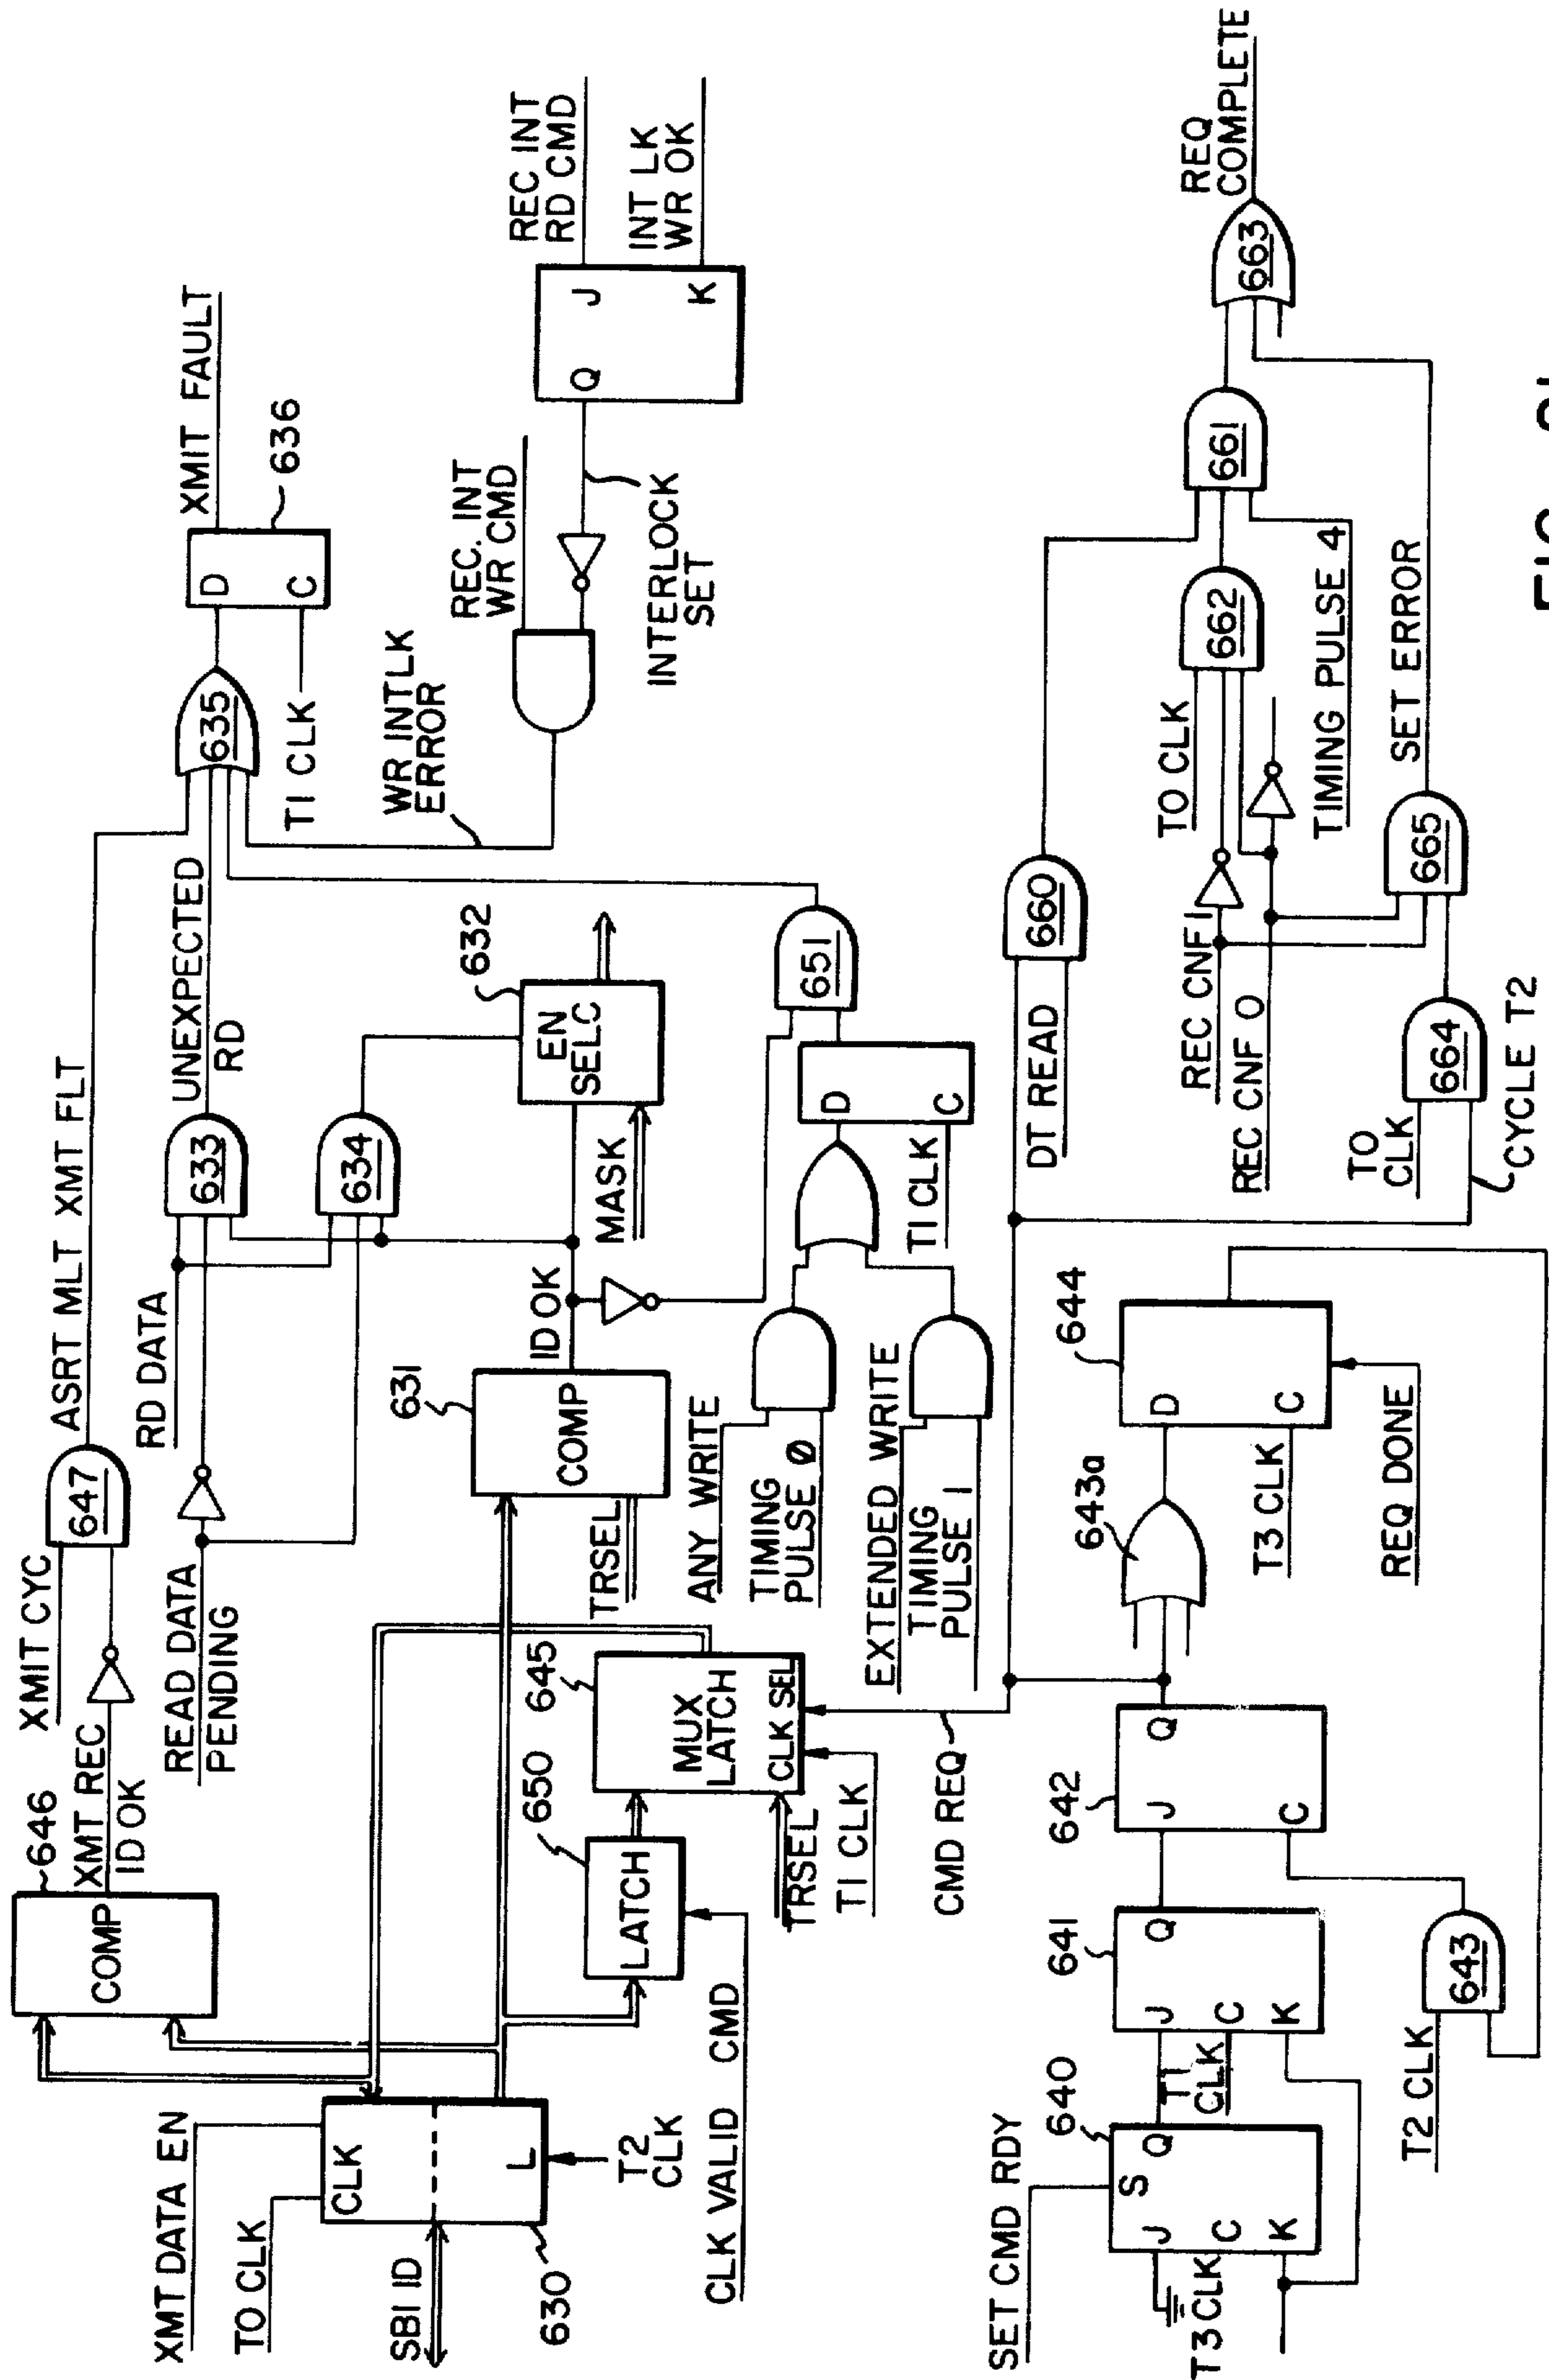 XMT DATA EN
TO CLK
SBI ID
CLK
L
630
T2
CLK
CLK VALID CMD
646
COMP
XMT REC
ID OK
XMIT CYC
647
ASRT MLT XMT FLT
READ DATA
PENDING
RD DATA
633
UNEXPECTED
RD
634
635
TI CLK
D
C
636
XMIT FAULT
WR INTLK
ERROR
650
LATCH
645
MUX
LATCH
CLK SEL
TRSEL
TI CLK
CMD REQ
631
COMP
TRSEL
ID OK
MASK
632
EN
SELC
ANY WRITE
TIMING
PULSE Ø
EXTENDED WRITE
TIMING
PULSE 1
TI CLK
D
C
651
REC. INT
WR CMD
INTERLOCK
SET
Q
J
K
REC INT
RD CMD
INT LK
WR OK
SET CMD RDY
640
S
J
Q
C
K
T3 CLK
T1
CLK
641
J
Q
C
K
642
J
Q
C
T2 CLK
643
643a
644
D
C
T3 CLK
REQ DONE
DT READ
660
REC CNF 1
REC CNF 0
TO CLK
662
661
TIMING PULSE 4
663
REQ
COMPLETE
TO
CLK
664
CYCLE T2
665
SET ERROR